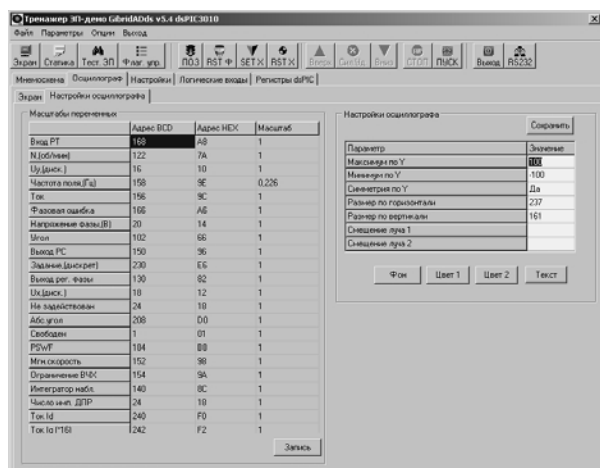 Тренажер ЭП-демо GibridADds v5.4 dsPIC3010
Файл Параметры Опции Выход
Экран Статика Тест. ЭП Флаг. упр. ПОЗ RST Ф SET X RST X Вверх Сил Ud Вниз СТОП ПУСК Выход RS232
Мнемосхема Осциллограф Настройки Логические входы Регистры dsPIC
Экран Настройки осциллографа
Масштабы переменных
Адрес BCD Адрес HEX Масштаб
Вход РТ 168 A8 1
N,(об/мин) 122 7A 1
Uy,(диск.) 16 10 1
Частота поля,(Гц) 158 9E 0,226
Ток 156 9C 1
Фазовая ошибка 166 A6 1
Напряжение фазы,(В) 20 14 1
Угол 102 66 1
Выход РС 150 96 1
Задание,(дискрет) 230 E6 1
Выход рег. фазы 130 82 1
Ux,(диск.) 18 12 1
Не задействован 24 18 1
Абс.угол 208 D0 1
Свободен 1 01 1
PSWF 184 B8 1
Мгн.скорость 152 98 1
Ограничение ВЧХ 154 9A 1
Интегратор набл. 140 8C 1
Число имп. ДПР 24 18 1
Ток Id 240 F0 1
Ток Iq (*16) 242 F2 1
Запись
Настройки осциллографа
Сохранить
Параметр Значение
Максимум по Y 100
Минимум по Y -100
Симметрия по Y Да
Размер по горизонтали 237
Размер по вертикали 161
Смещение луча 1
Смещение луча 2
Фон Цвет 1 Цвет 2 Текст